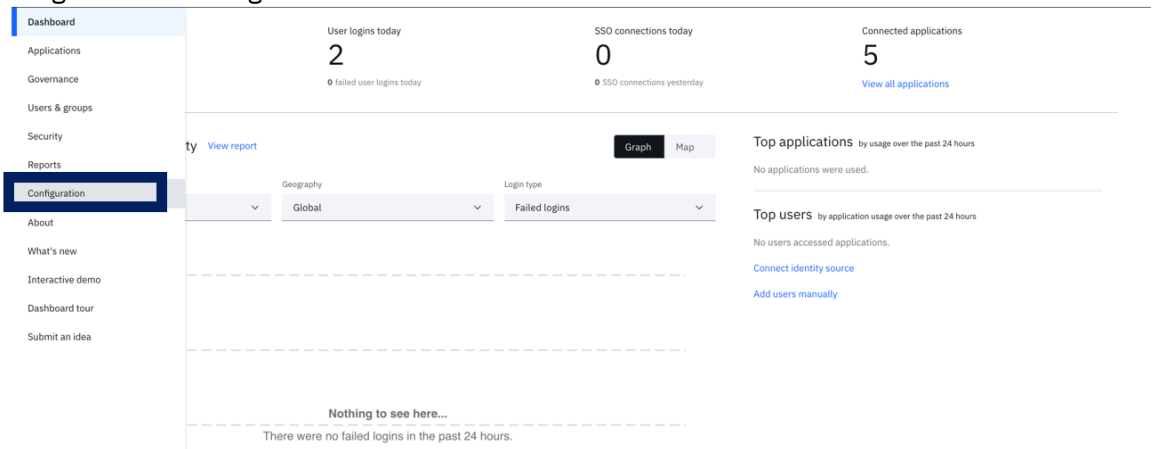 Dashboard
Applications
Governance
Users & groups
Security
Reports
Configuration
About
What's new
Interactive demo
Dashboard tour
Submit an idea
User logins today
2
0 failed user logins today
SSO connections today
0
0 SSO connections yesterday
Connected applications
5
View all applications
ty View report
Graph Map
Geography
Global
Login type
Failed logins
Nothing to see here...
There were no failed logins in the past 24 hours.
Top applications by usage over the past 24 hours
No applications were used.
Top users by application usage over the past 24 hours
No users accessed applications.
Connect identity source
Add users manually